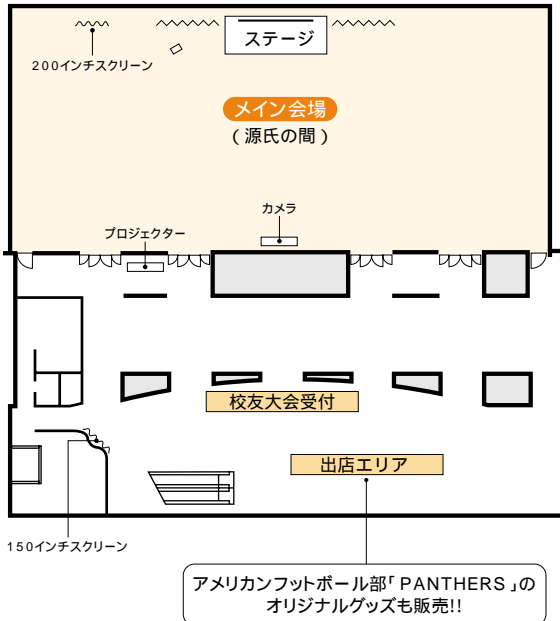 ステージ
200インチスクリーン
メイン会場
(源氏の間)
カメラ
プロジェクター
校友大会受付
出店エリア
150インチスクリーン
アメリカンフットボール部「PANTHERS」の
オリジナルグッズも販売!!